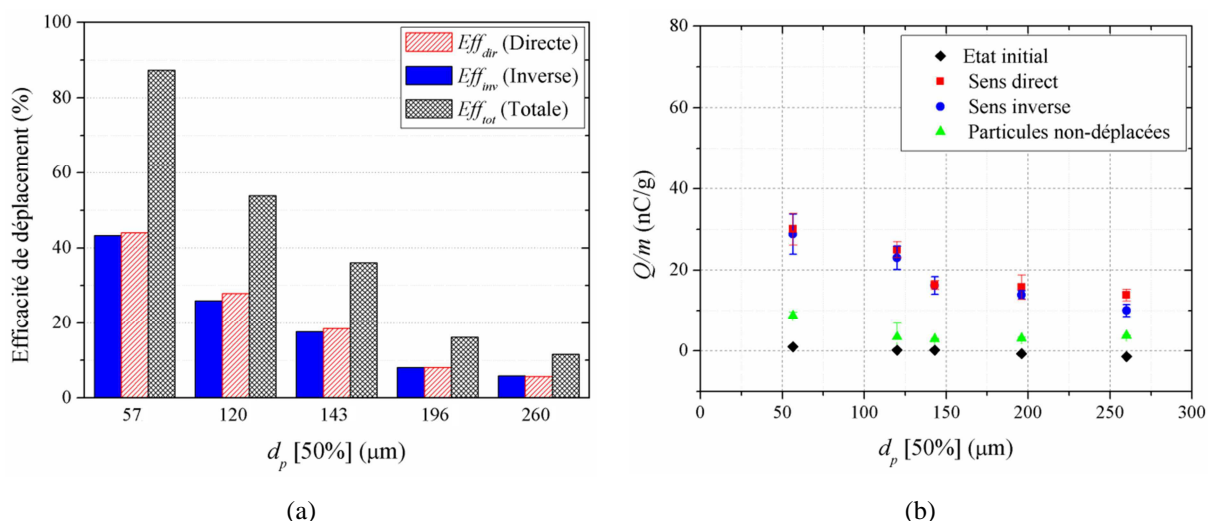 100
80
60
40
20
0
Efficacité de déplacement (%)
Eff_dir (Directe)
Eff_inv (Inverse)
Eff_tot (Totale)
57 120 143 196 260
d_p [50%] (μm)
(a)
80
60
40
20
0
Q/m (nC/g)
Etat initial
Sens direct
Sens inverse
Particules non-déplacées
0 50 100 150 200 250 300
d_p [50%] (μm)
(b)